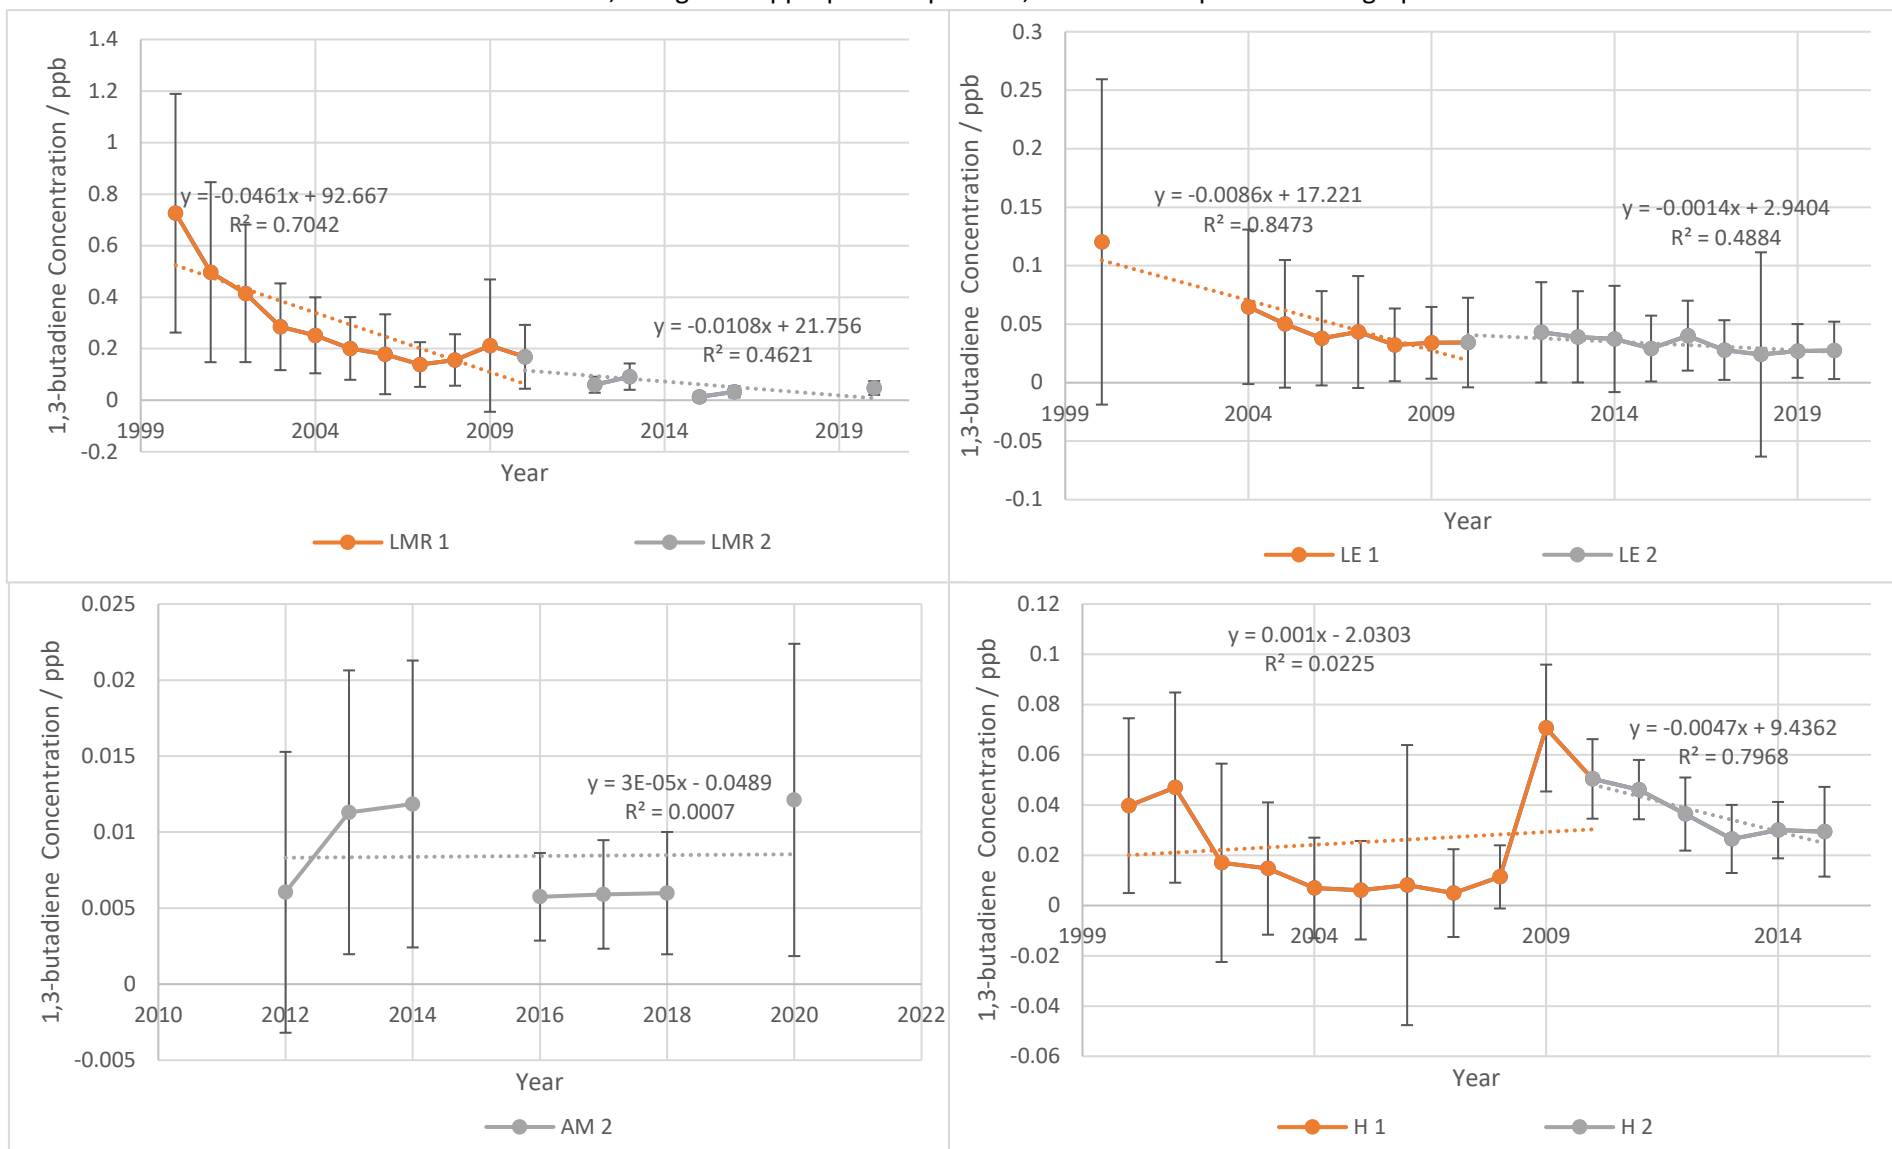 1.4
1.2
1
0.8
0.6
0.4
0.2
0
-0.2
1999
2004
2009
2014
2019
1,3-butadiene Concentration / ppb
Year
y = -0.0461x + 92.667
R² = 0.7042
y = -0.0108x + 21.756
R² = 0.4621
LMR 1
LMR 2
0.3
0.25
0.2
0.15
0.1
0.05
0
-0.05
-0.1
1999
2004
2009
2014
2019
1,3-butadiene Concentration / ppb
Year
y = -0.0086x + 17.221
R² = 0.8473
y = -0.0014x + 2.9404
R² = 0.4884
LE 1
LE 2
0.025
0.02
0.015
0.01
0.005
0
-0.005
2010
2012
2014
2016
2018
2020
2022
1,3-butadiene Concentration / ppb
Year
y = 3E-05x - 0.0489
R² = 0.0007
AM 2
0.12
0.1
0.08
0.06
0.04
0.02
0
-0.02
-0.04
-0.06
1999
2004
2009
2014
1,3-butadiene Concentration / ppb
Year
y = 0.001x - 2.0303
R² = 0.0225
y = -0.0047x + 9.4362
R² = 0.7968
H 1
H 2